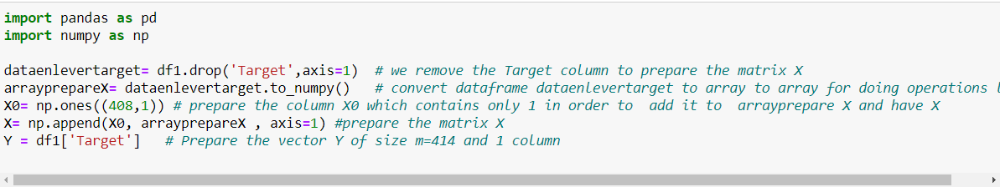 import pandas as pd
import numpy as np
dataenlevertarget= df1.drop('Target',axis=1)  # we remove the Target column to prepare the matrix X
arrayprepareX= dataenlevertarget.to_numpy()   # convert dataframe dataenlevertarget to array to array for doing operations
X0= np.ones((408,1)) # prepare the column X0 which contains only 1 in order to  add it to  arrayprepare X and have X
X= np.append(X0, arrayprepareX , axis=1) #prepare the matrix X
Y = df1['Target']   # Prepare the vector Y of size m=414 and 1 column